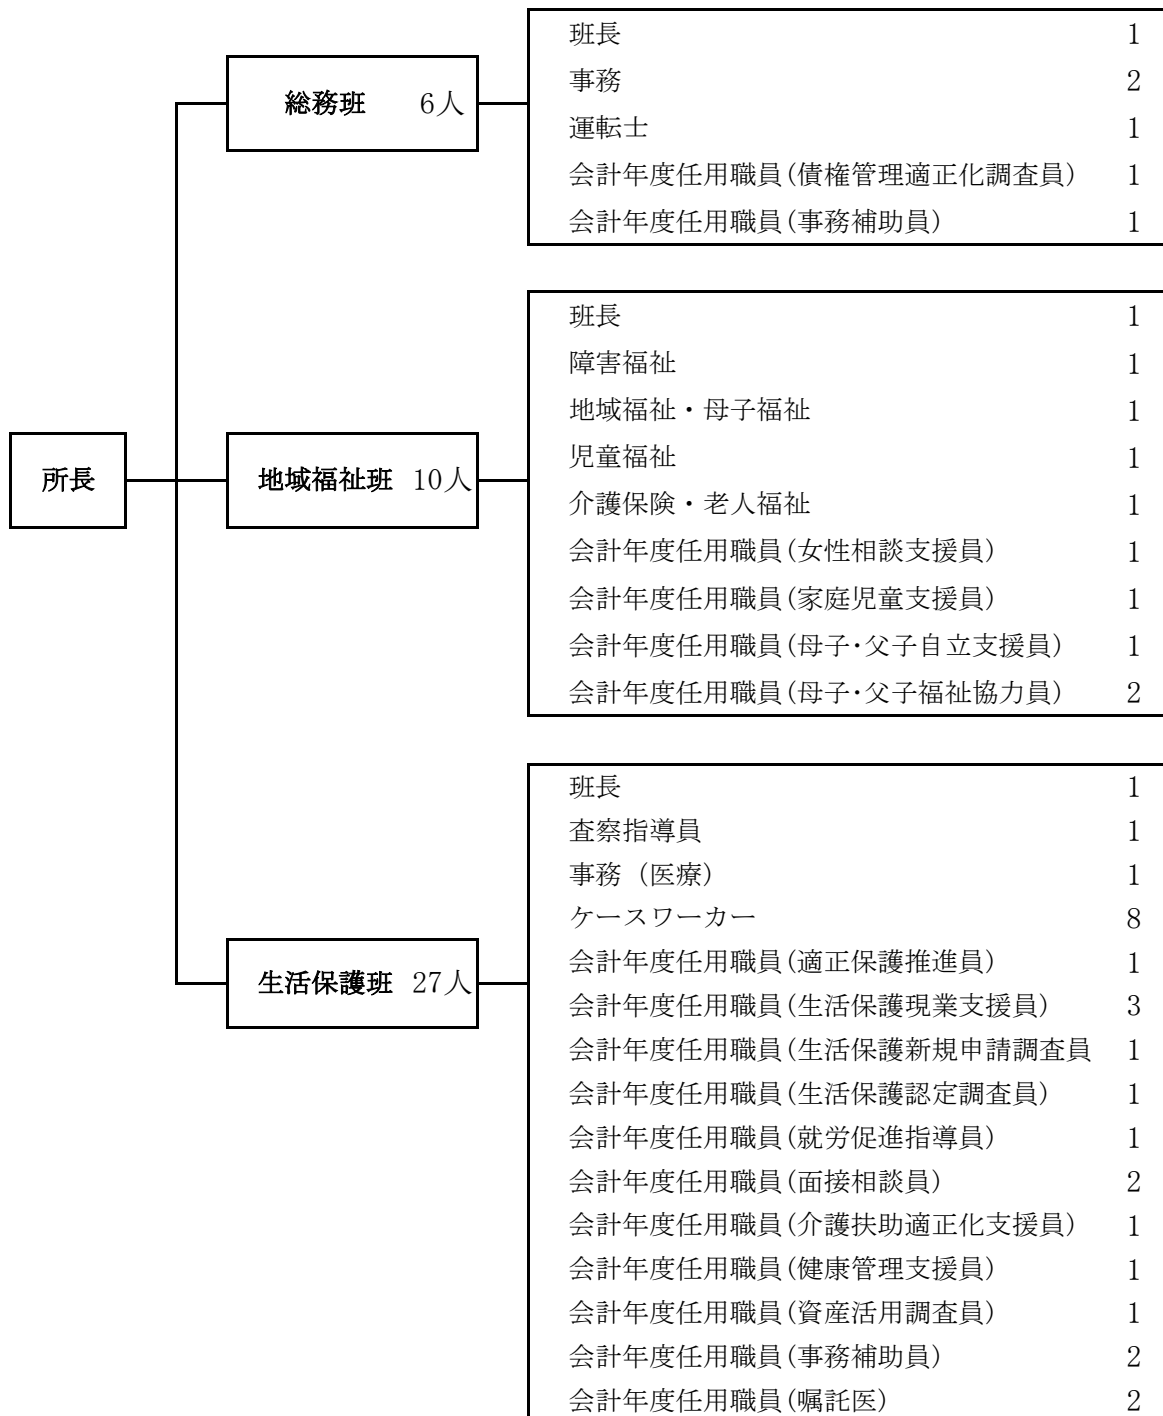 所長
総務班 6人
班長 1
事務 2
運転士 1
会計年度任用職員(債権管理適正化調査員) 1
会計年度任用職員(事務補助員) 1
地域福祉班 10人
班長 1
障害福祉 1
地域福祉・母子福祉 1
児童福祉 1
介護保険・老人福祉 1
会計年度任用職員(女性相談支援員) 1
会計年度任用職員(家庭児童支援員) 1
会計年度任用職員(母子・父子自立支援員) 1
会計年度任用職員(母子・父子福祉協力員) 2
生活保護班 27人
班長 1
査察指導員 1
事務（医療） 1
ケースワーカー 8
会計年度任用職員(適正保護推進員) 1
会計年度任用職員(生活保護現業支援員) 3
会計年度任用職員(生活保護新規申請調査員 1
会計年度任用職員(生活保護認定調査員) 1
会計年度任用職員(就労促進指導員) 1
会計年度任用職員(面接相談員) 2
会計年度任用職員(介護扶助適正化支援員) 1
会計年度任用職員(健康管理支援員) 1
会計年度任用職員(資産活用調査員) 1
会計年度任用職員(事務補助員) 2
会計年度任用職員(嘱託医) 2